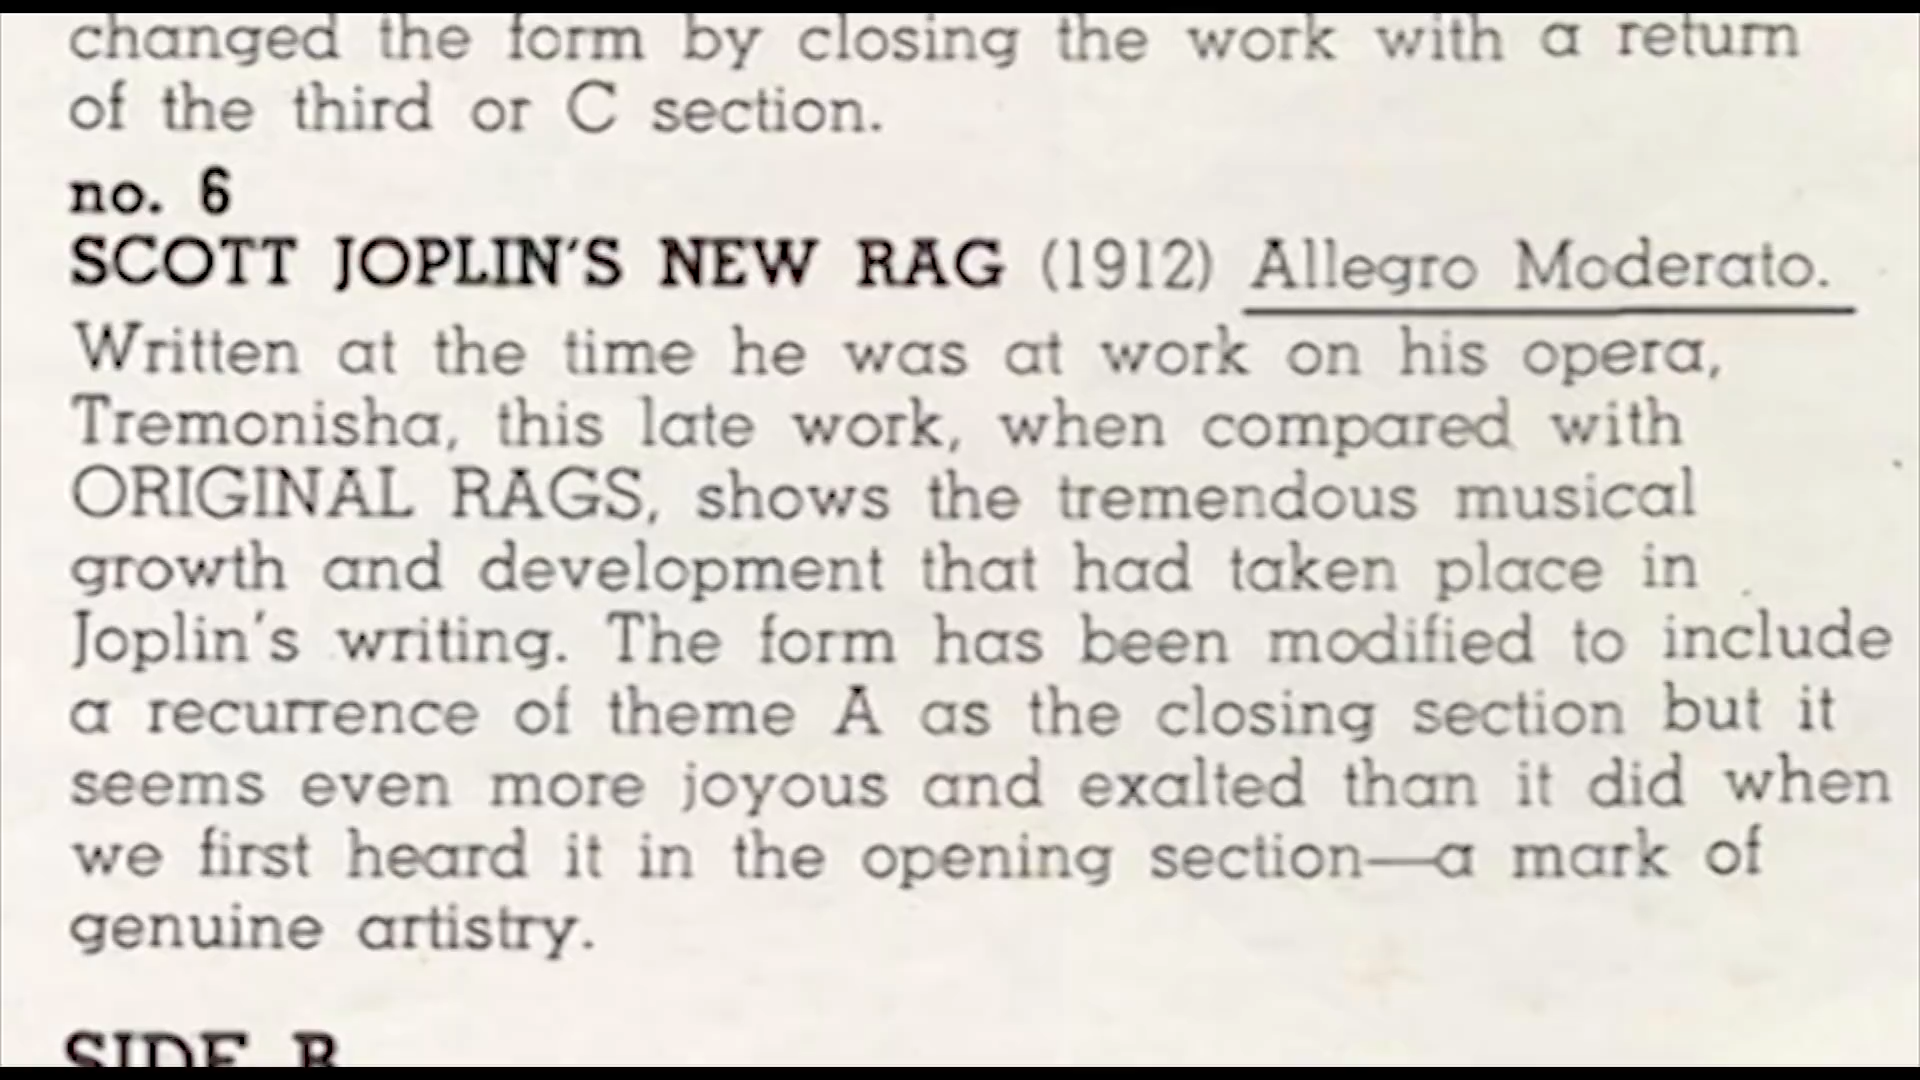 changed the form by closing the work with a return
of the third or C section.
no. 6
SCOTT JOPLIN'S NEW RAG (1912) Allegro Moderato.
Written at the time he was at work on his opera,
Tremonisha, this late work, when compared with
ORIGINAL RAGS, shows the tremendous musical
growth and development that had taken place in
Joplin's writing. The form has been modified to include
a recurrence of theme A as the closing section but it
seems even more joyous and exalted than it did when
we first heard it in the opening section—a mark of
genuine artistry.
SIDE B